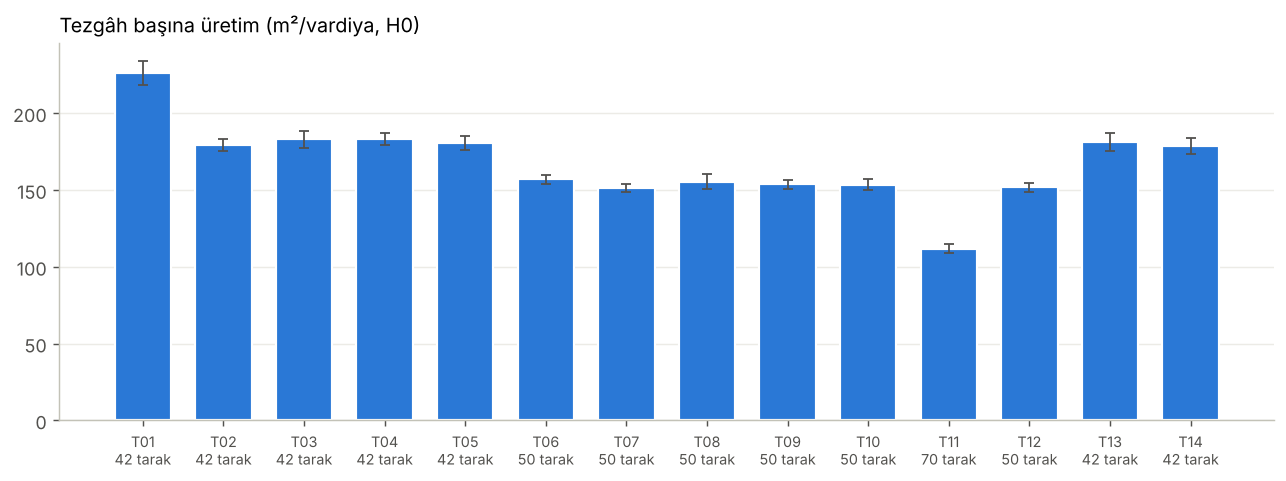 Tezgâh başına üretim (m²/vardiya, H0)
200
150
100
50
0
T01 T02 T03 T04 T05 T06 T07 T08 T09 T10 T11 T12 T13 T14
42 tarak 42 tarak 42 tarak 42 tarak 42 tarak 50 tarak 50 tarak 50 tarak 50 tarak 50 tarak 70 tarak 50 tarak 42 tarak 42 tarak